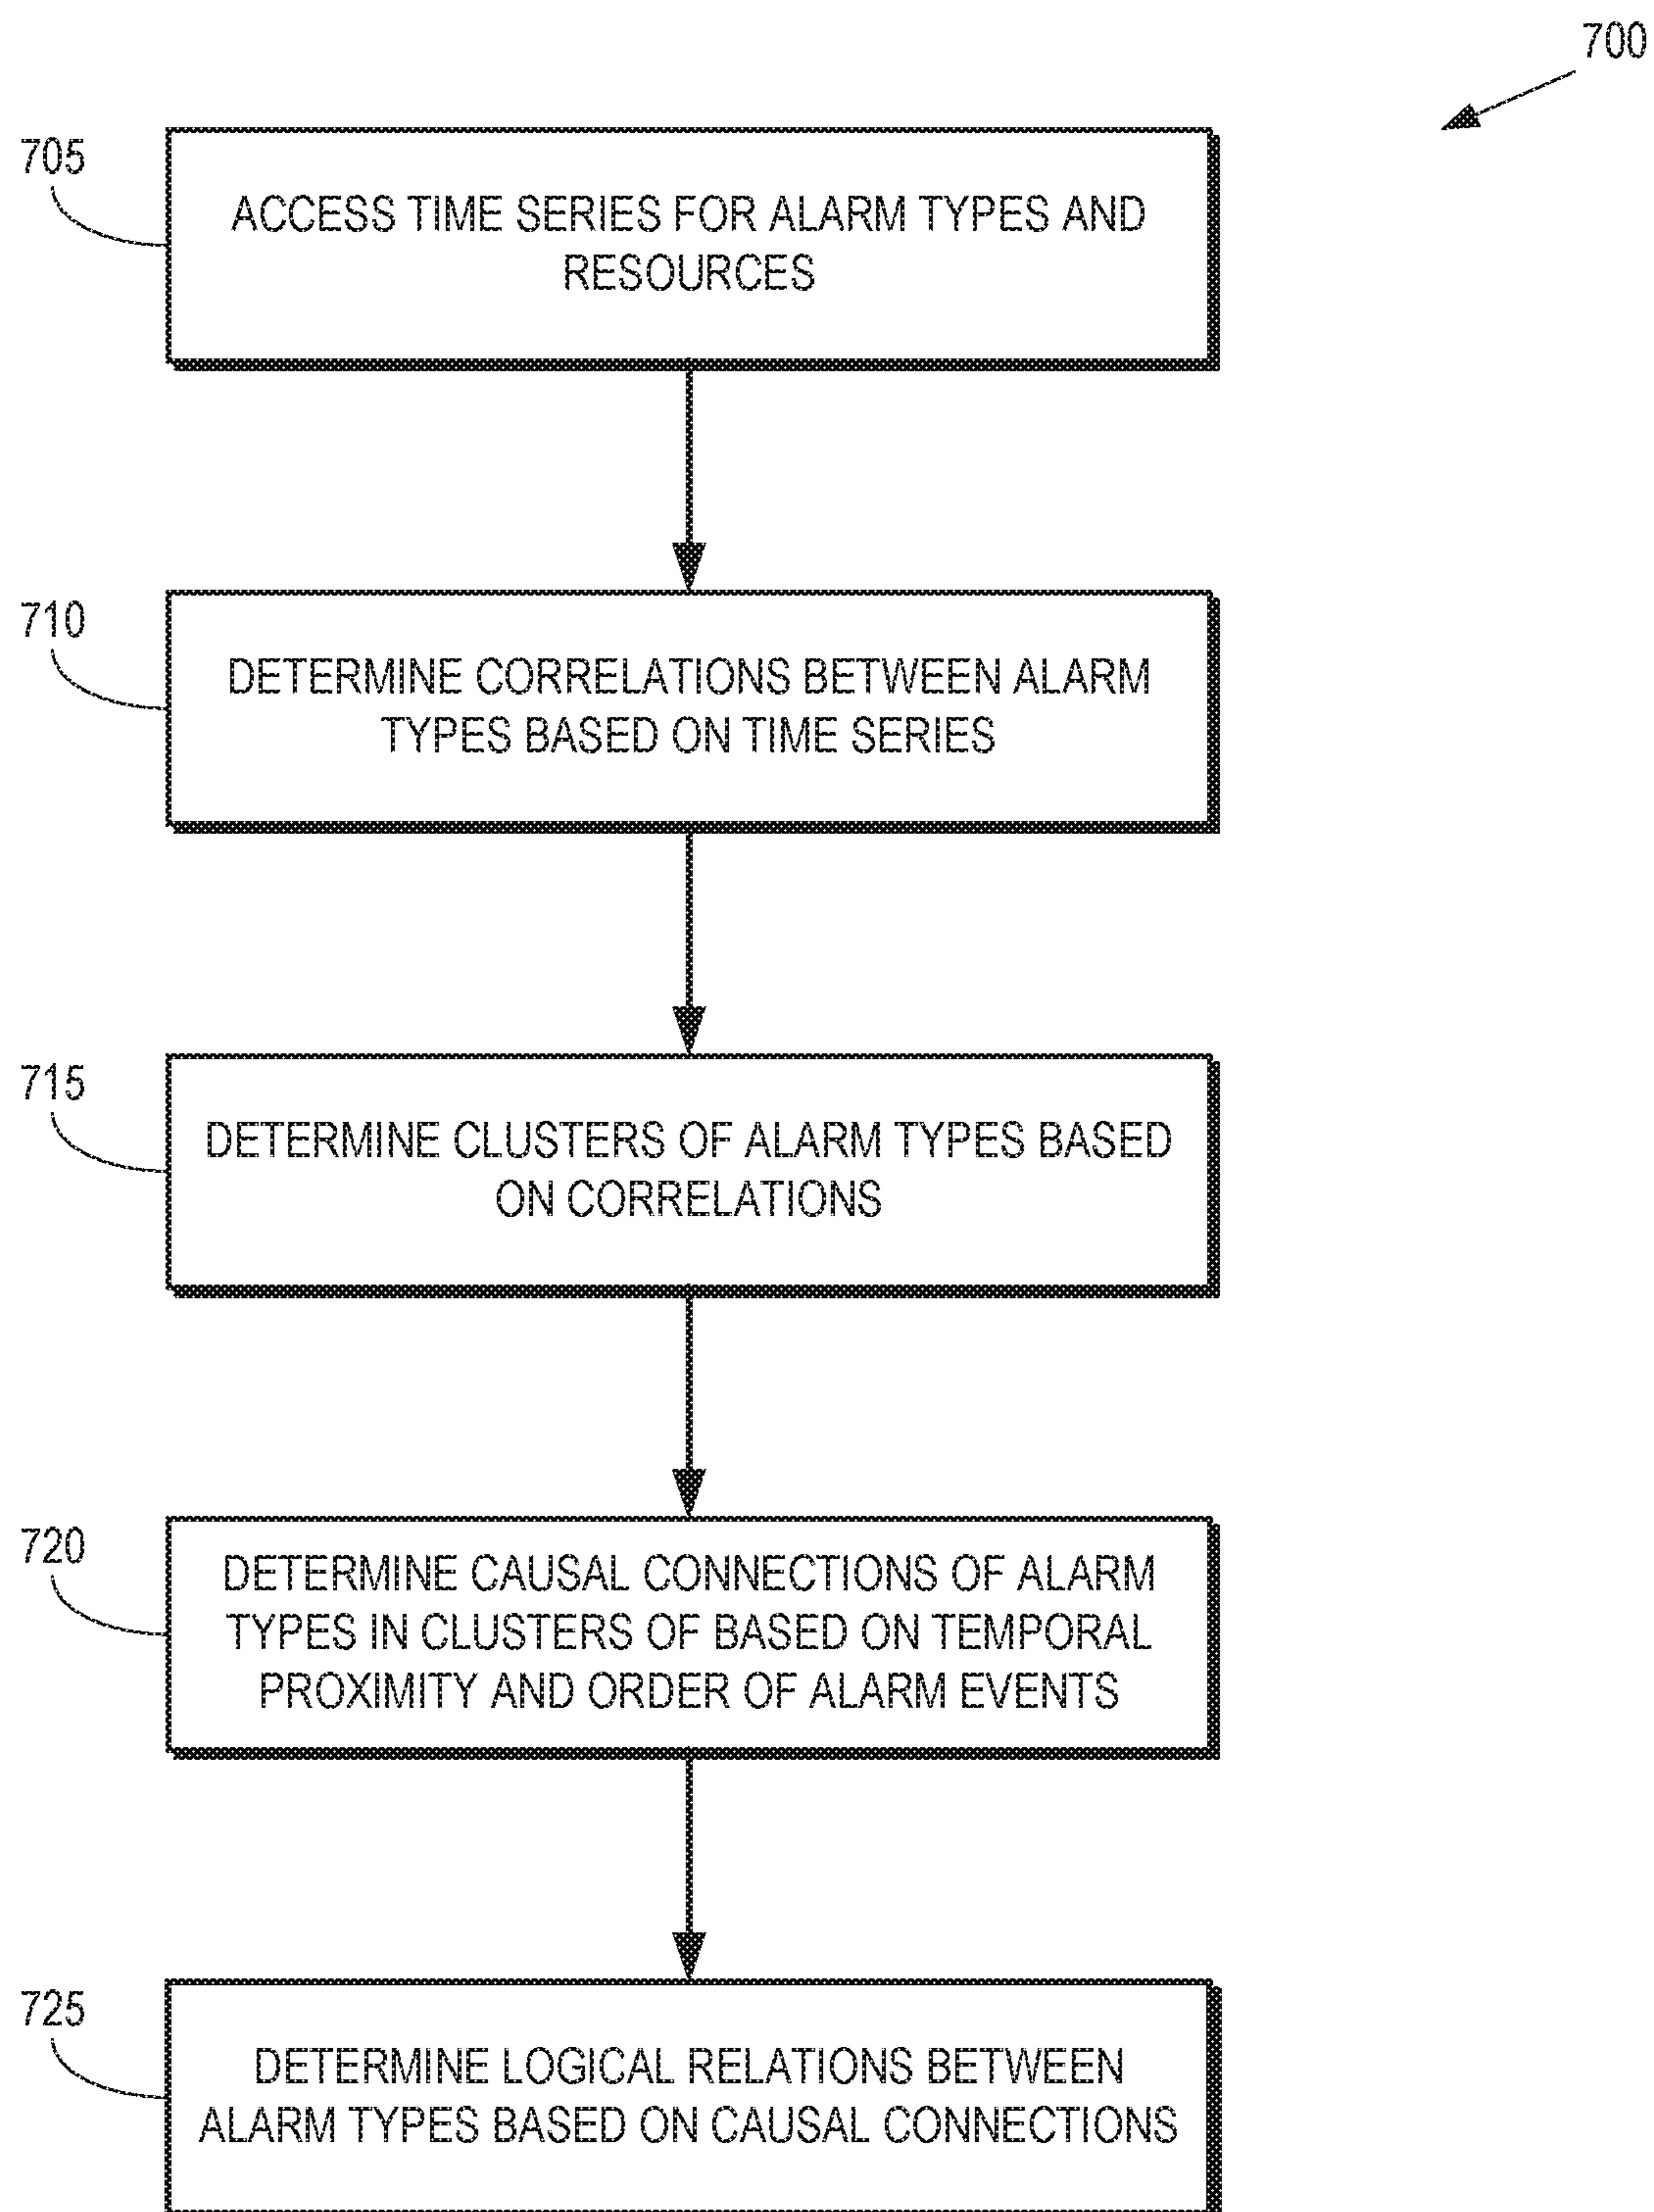 700
705
ACCESS TIME SERIES FOR ALARM TYPES AND
RESOURCES
710
DETERMINE CORRELATIONS BETWEEN ALARM
TYPES BASED ON TIME SERIES
715
DETERMINE CLUSTERS OF ALARM TYPES BASED
ON CORRELATIONS
720
DETERMINE CAUSAL CONNECTIONS OF ALARM
TYPES IN CLUSTERS OF BASED ON TEMPORAL
PROXIMITY AND ORDER OF ALARM EVENTS
725
DETERMINE LOGICAL RELATIONS BETWEEN
ALARM TYPES BASED ON CAUSAL CONNECTIONS